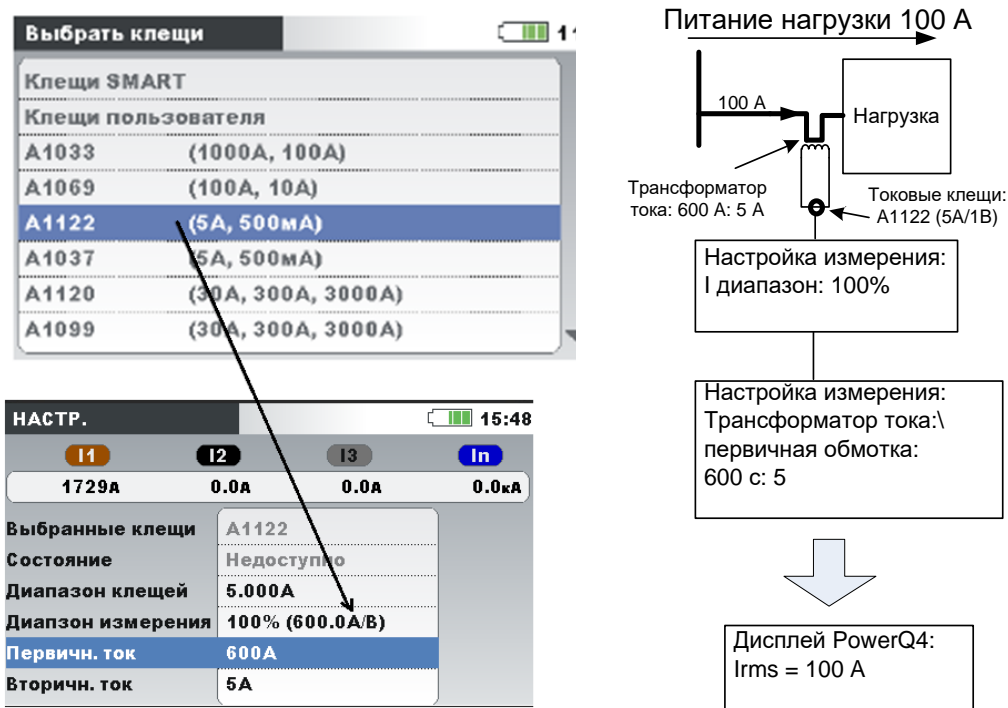 Выбрать клещи
Клещи SMART
Клещи пользователя
A1033 (1000A, 100A)
A1069 (100A, 10A)
A1122 (5A, 500мA)
A1037 (5A, 500мA)
A1120 (30A, 300A, 3000A)
A1099 (30A, 300A, 3000A)
НАСТР. 15:48
I1 I2 I3 In
1729A 0.0A 0.0A 0.0кA
Выбранные клещи A1122
Состояние Недоступно
Диапазон клещей 5.000A
Диапзон измерения 100% (600.0A/B)
Первичн. ток 600A
Вторичн. ток 5A
Питание нагрузки 100 А
100 А
Нагрузка
Трансформатор
тока: 600 А: 5 А
Токовые клещи:
А1122 (5А/1В)
Настройка измерения:
I диапазон: 100%
Настройка измерения:
Трансформатор тока:\
первичная обмотка:
600 с: 5
Дисплей PowerQ4:
Irms = 100 A